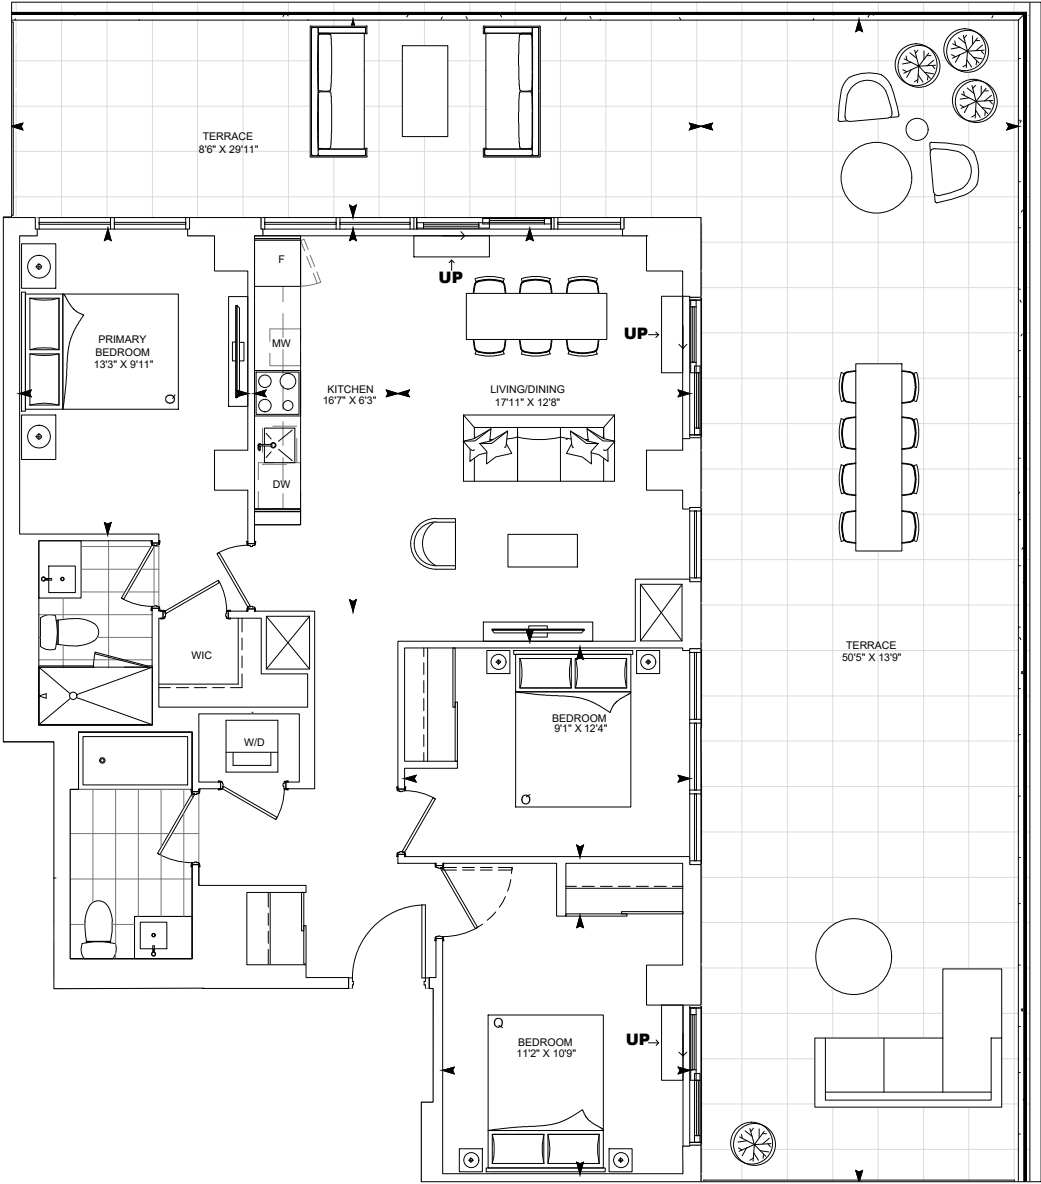 TERRACE
8'6" X 29'11"
UP
F
MW
UP
PRIMARY
BEDROOM
13'3" X 9'11"
Q
KITCHEN
16'7" X 6'3"
LIVING/DINING
17'11" X 12'8"
DW
WIC
TERRACE
50'5" X 13'9"
W/D
BEDROOM
9'1" X 12'4"
Q
Q
BEDROOM
11'2" X 10'9"
UP